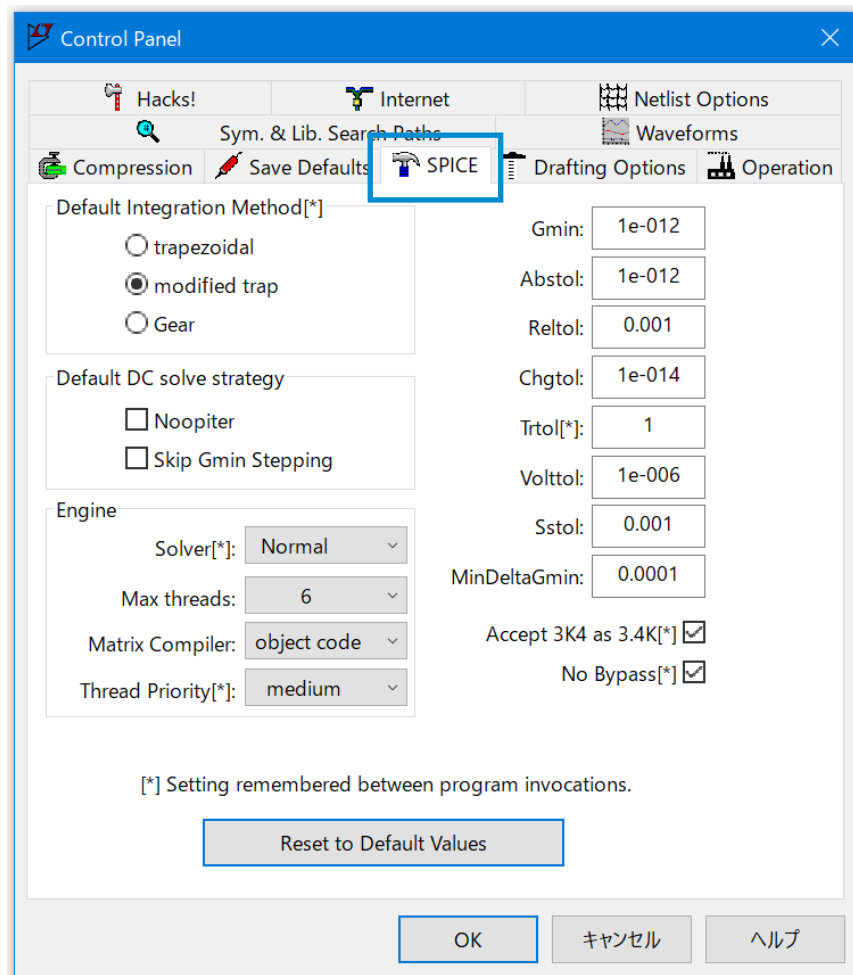 Control Panel
Hacks! Internet Netlist Options
Sym. & Lib. Search Paths Waveforms
Compression Save Defaults SPICE Drafting Options Operation
Default Integration Method[*]
trapezoidal
modified trap
Gear
Default DC solve strategy
Noopiter
Skip Gmin Stepping
Engine
Solver[*]: Normal
Max threads: 6
Matrix Compiler: object code
Thread Priority[*]: medium
Gmin: 1e-012
Abstol: 1e-012
Reltol: 0.001
Chgtol: 1e-014
Trtol[*]: 1
Volttol: 1e-006
Sstol: 0.001
MinDeltaGmin: 0.0001
Accept 3K4 as 3.4K[*]
No Bypass[*]
[*] Setting remembered between program invocations.
Reset to Default Values
OK キャンセル ヘルプ